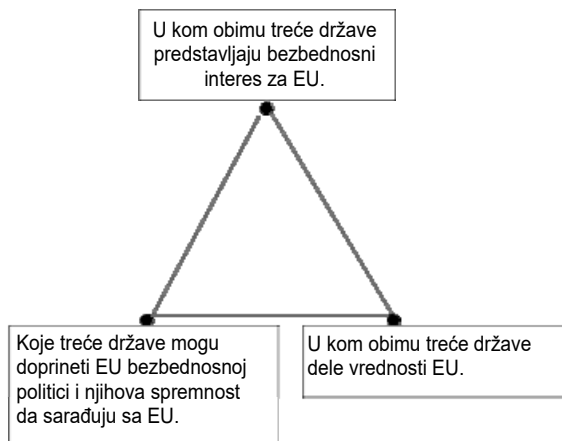 U kom obimu treće države
predstavljaju bezbednosni
interes za EU.
Koje treće države mogu
doprineti EU bezbednosnoj
politici i njihova spremnost
da sarađuju sa EU.
U kom obimu treće države
dele vrednosti EU.